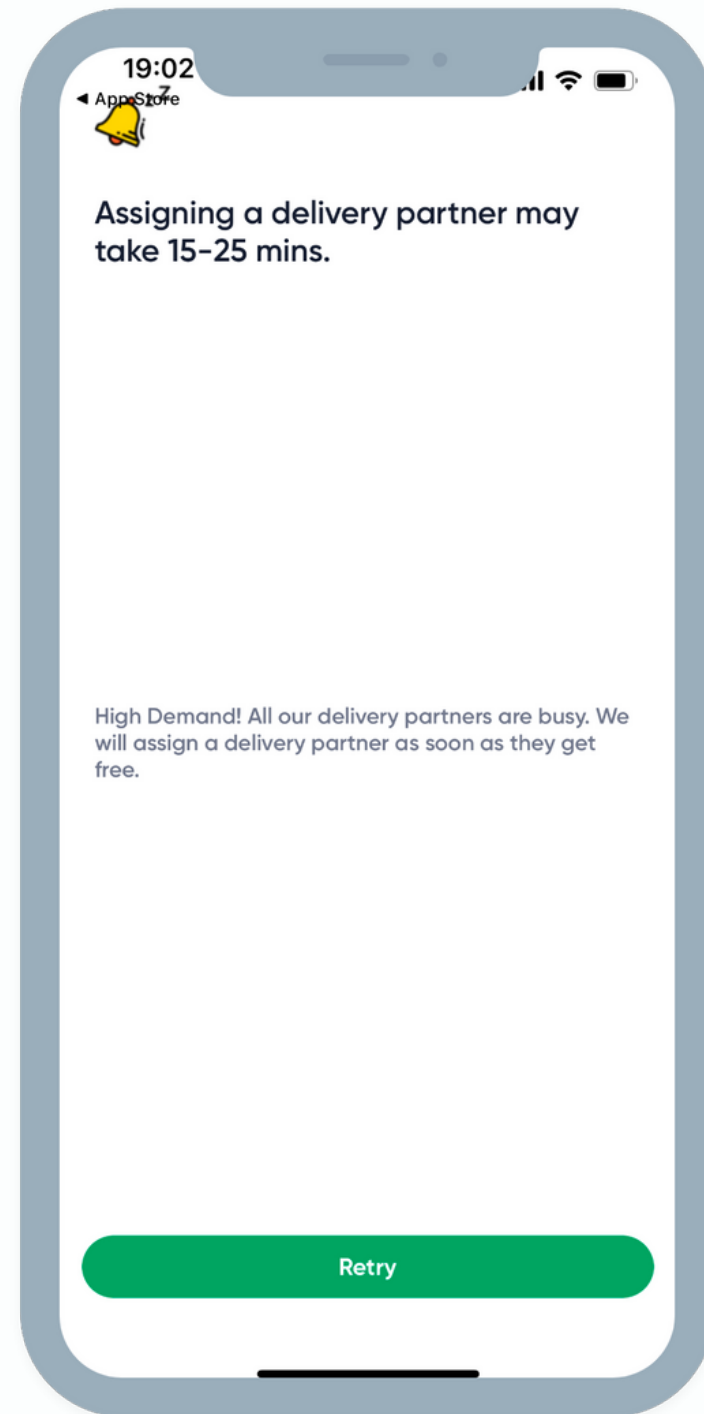 19:02
◀ App Store
z Z
Assigning a delivery partner may
take 15-25 mins.
High Demand! All our delivery partners are busy. We
will assign a delivery partner as soon as they get
free.
Retry